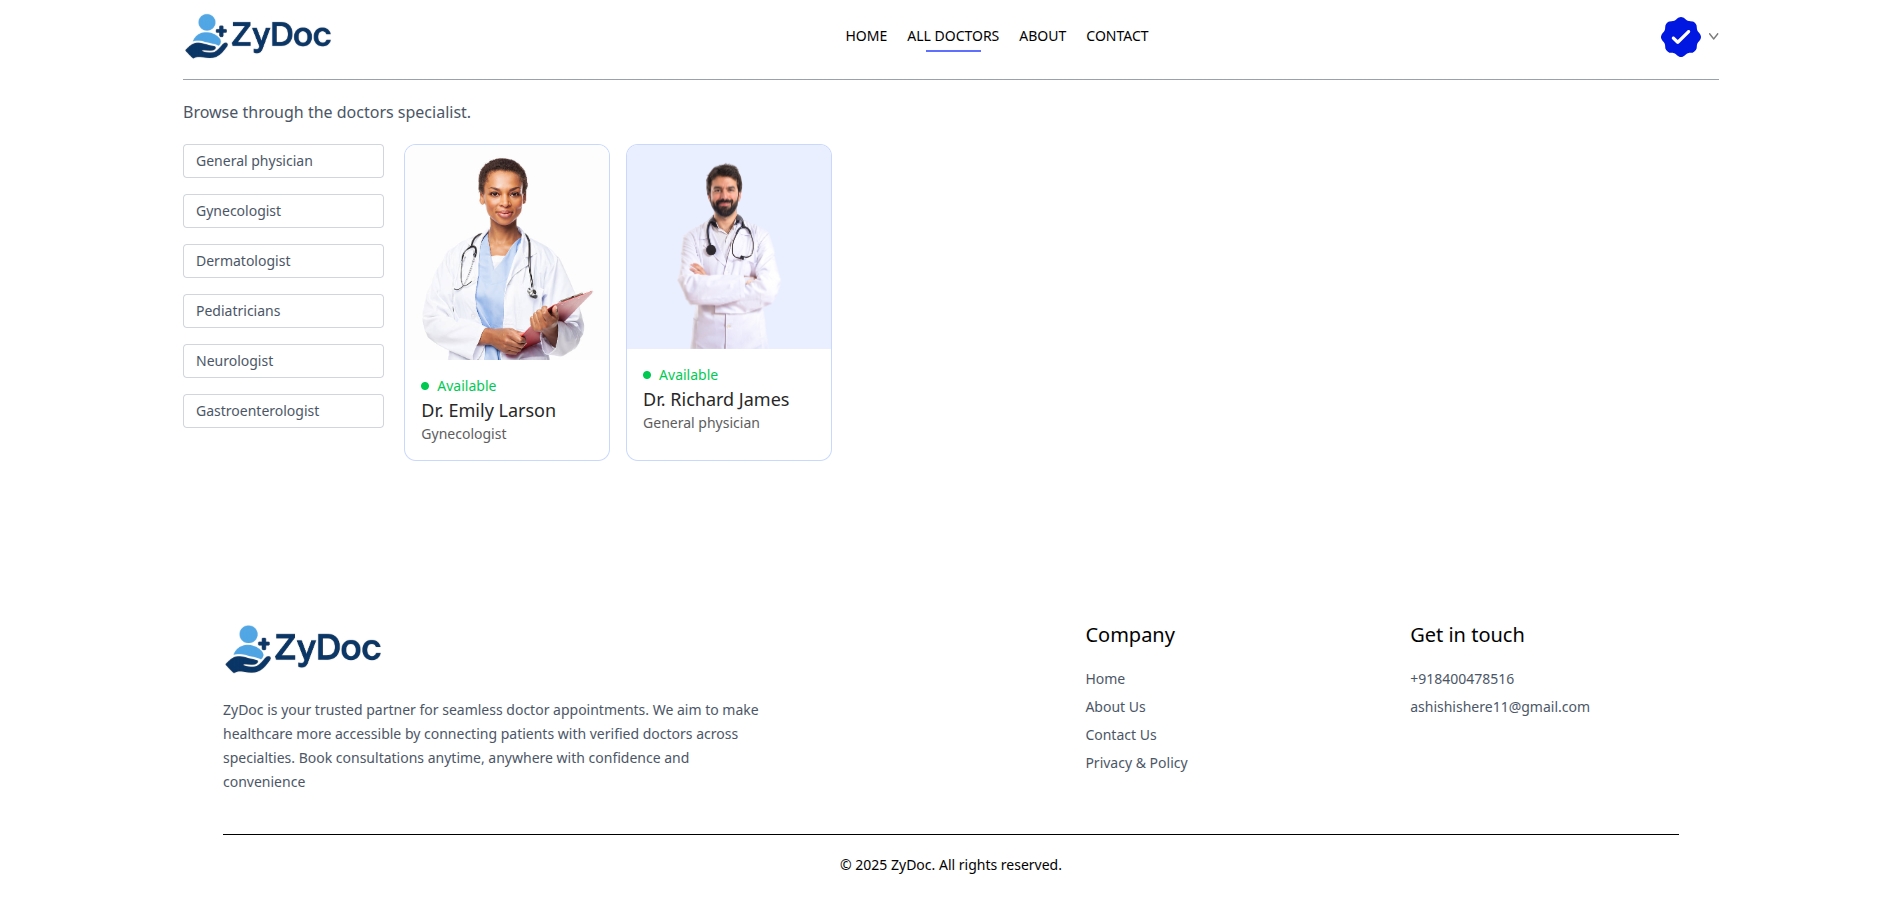 ZyDoc
HOME ALL DOCTORS ABOUT CONTACT
Browse through the doctors specialist.
General physician
Gynecologist
Dermatologist
Pediatricians
Neurologist
Gastroenterologist
Available
Dr. Emily Larson
Gynecologist
Available
Dr. Richard James
General physician
ZyDoc
ZyDoc is your trusted partner for seamless doctor appointments. We aim to make
healthcare more accessible by connecting patients with verified doctors across
specialties. Book consultations anytime, anywhere with confidence and
convenience
Company
Home
About Us
Contact Us
Privacy & Policy
Get in touch
+918400478516
ashishishere11@gmail.com
© 2025 ZyDoc. All rights reserved.